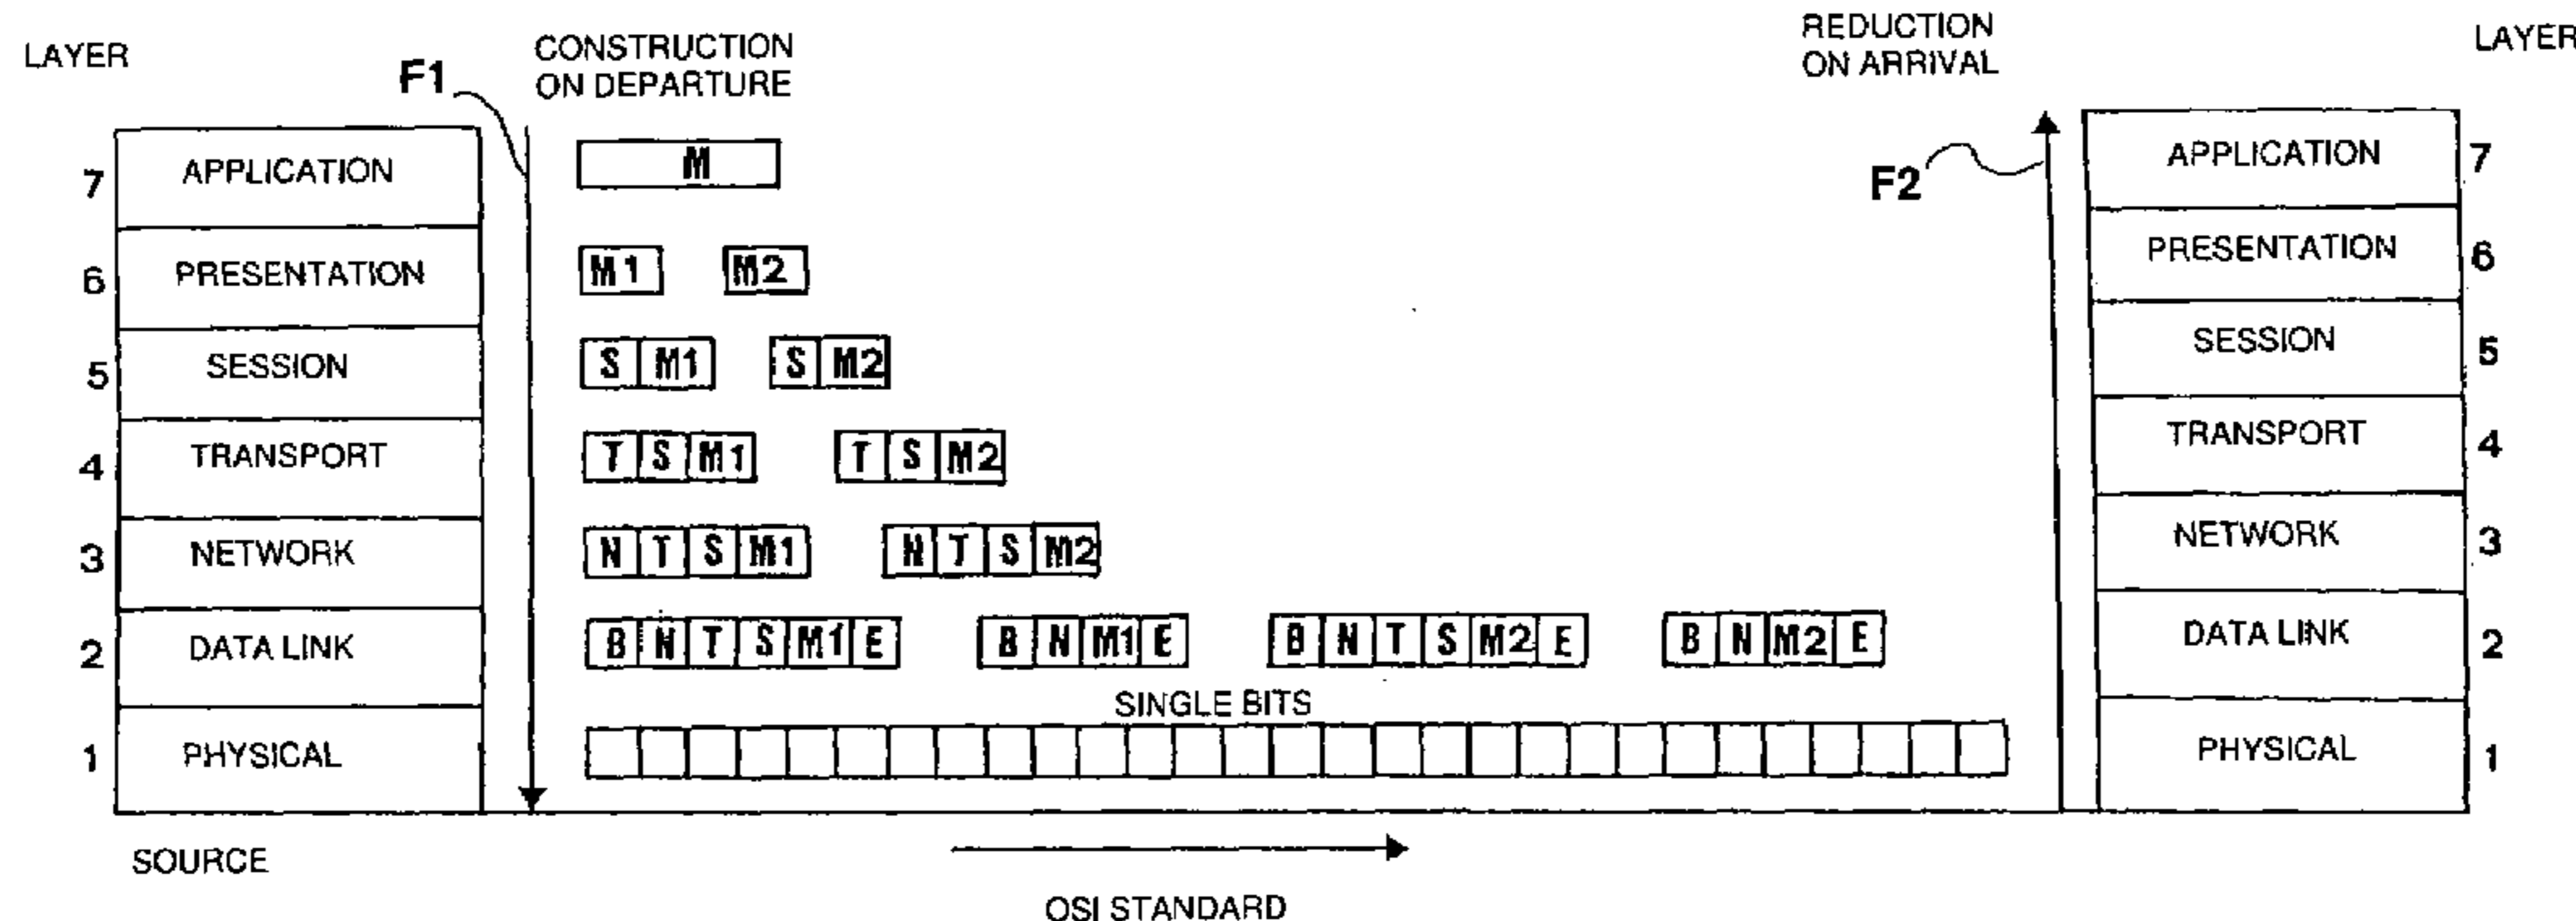 LAYER
F1
CONSTRUCTION
ON DEPARTURE
REDUCTION
ON ARRIVAL
LAYER
F2
7 APPLICATION
M
APPLICATION 7
6 PRESENTATION
M1 M2
PRESENTATION 6
5 SESSION
S M1 S M2
SESSION 5
4 TRANSPORT
T S M1 T S M2
TRANSPORT 4
3 NETWORK
N T S M1 N T S M2
NETWORK 3
2 DATA LINK
B N T S M1 E B N M1 E B N T S M2 E B N M2 E
DATA LINK 2
SINGLE BITS
1 PHYSICAL
PHYSICAL 1
SOURCE
OSI STANDARD